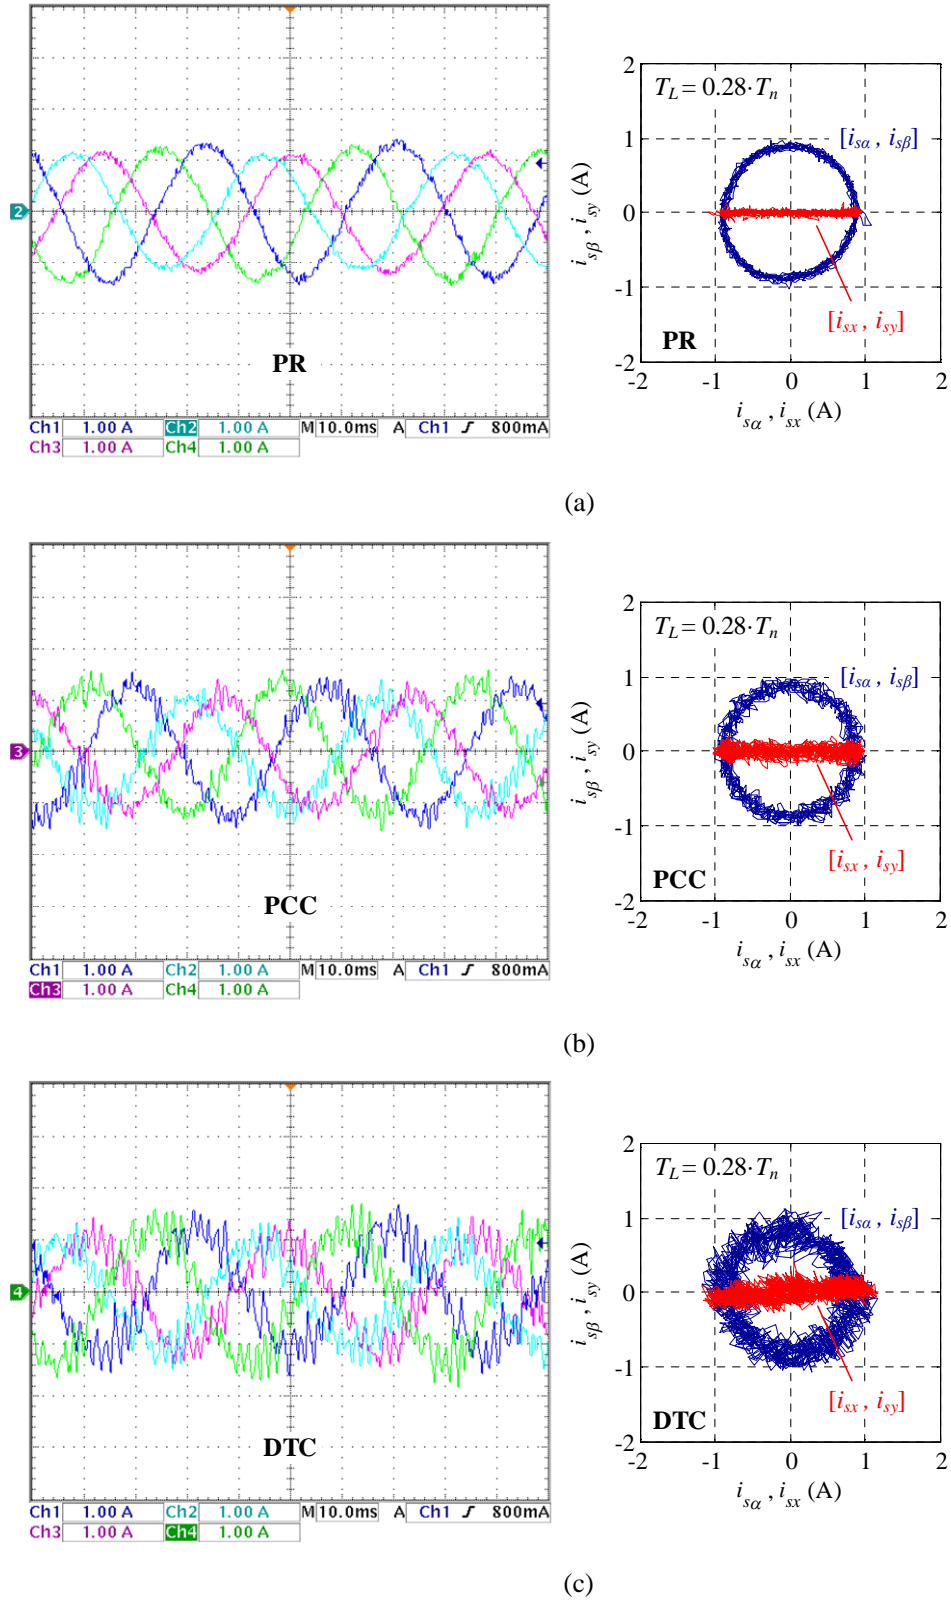 2
T_L = 0.28·T_n
[i_sα , i_sβ]
i_sβ , i_sy (A)
2
1
0
-1
-2
[i_sx , i_sy]
PR
PR
-2
-1
0
1
2
i_sα , i_sx (A)
Ch1 1.00 A Ch2 1.00 A M 10.0ms A Ch1 ƒ 800mA
Ch3 1.00 A Ch4 1.00 A
(a)
3
T_L = 0.28·T_n
[i_sα , i_sβ]
i_sβ , i_sy (A)
2
1
0
-1
-2
[i_sx , i_sy]
PCC
PCC
-2
-1
0
1
2
i_sα , i_sx (A)
Ch1 1.00 A Ch2 1.00 A M 10.0ms A Ch1 ƒ 800mA
Ch3 1.00 A Ch4 1.00 A
(b)
4
T_L = 0.28·T_n
[i_sα , i_sβ]
i_sβ , i_sy (A)
2
1
0
-1
-2
[i_sx , i_sy]
DTC
DTC
-2
-1
0
1
2
i_sα , i_sx (A)
Ch1 1.00 A Ch2 1.00 A M 10.0ms A Ch1 ƒ 800mA
Ch3 1.00 A Ch4 1.00 A
(c)